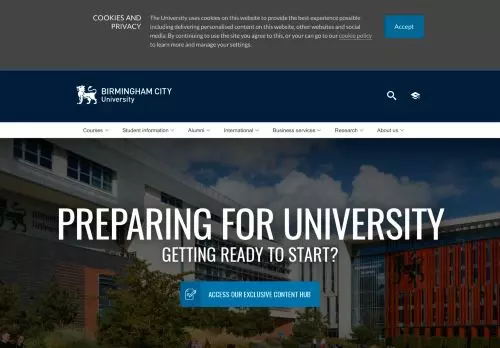 COOKIES AND
PRIVACY
The University uses cookies on this website to provide the best experience possible
including delivering personalised content on this website, other websites and social
media. By continuing to use the site you agree to this, or your can go to our cookie policy
to learn more and manage your settings.
Accept
BIRMINGHAM CITY
University
Courses
Student information
Alumni
International
Business services
Research
About us
PREPARING FOR UNIVERSITY
GETTING READY TO START?
ACCESS OUR EXCLUSIVE CONTENT HUB